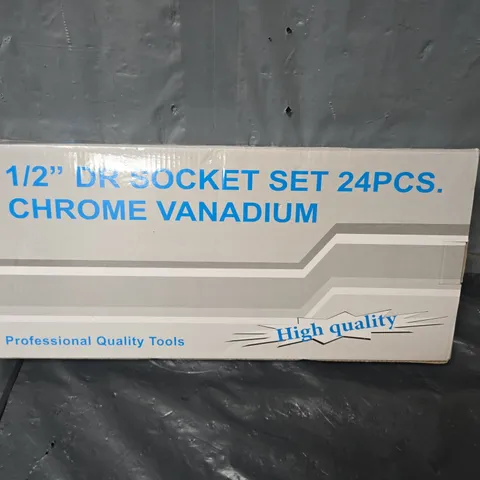 1/2” DR SOCKET SET 24PCS.
CHROME VANADIUM
High quality
Professional Quality Tools